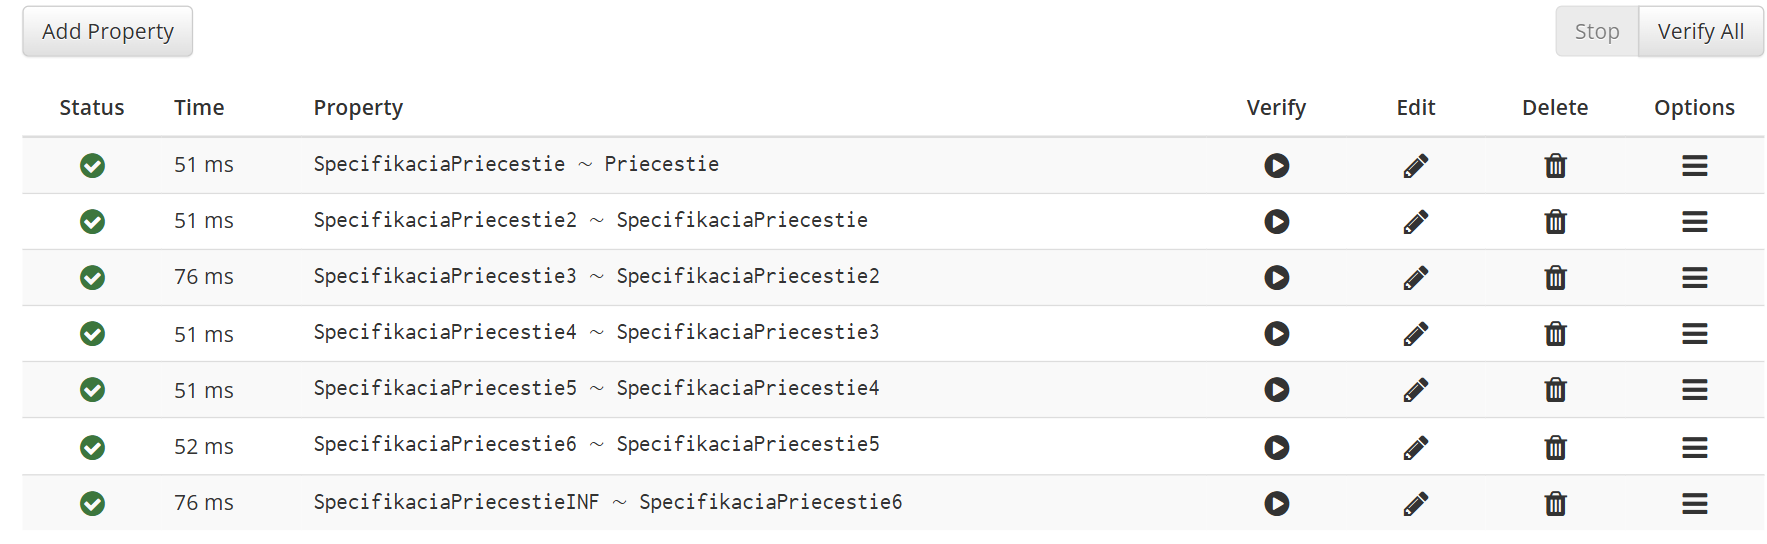 Add Property Stop Verify All
Status Time Property Verify Edit Delete Options
51 ms SpecifikaciaPriecestie ~ Priecestie
51 ms SpecifikaciaPriecestie2 ~ SpecifikaciaPriecestie
76 ms SpecifikaciaPriecestie3 ~ SpecifikaciaPriecestie2
51 ms SpecifikaciaPriecestie4 ~ SpecifikaciaPriecestie3
51 ms SpecifikaciaPriecestie5 ~ SpecifikaciaPriecestie4
52 ms SpecifikaciaPriecestie6 ~ SpecifikaciaPriecestie5
76 ms SpecifikaciaPriecestieINF ~ SpecifikaciaPriecestie6